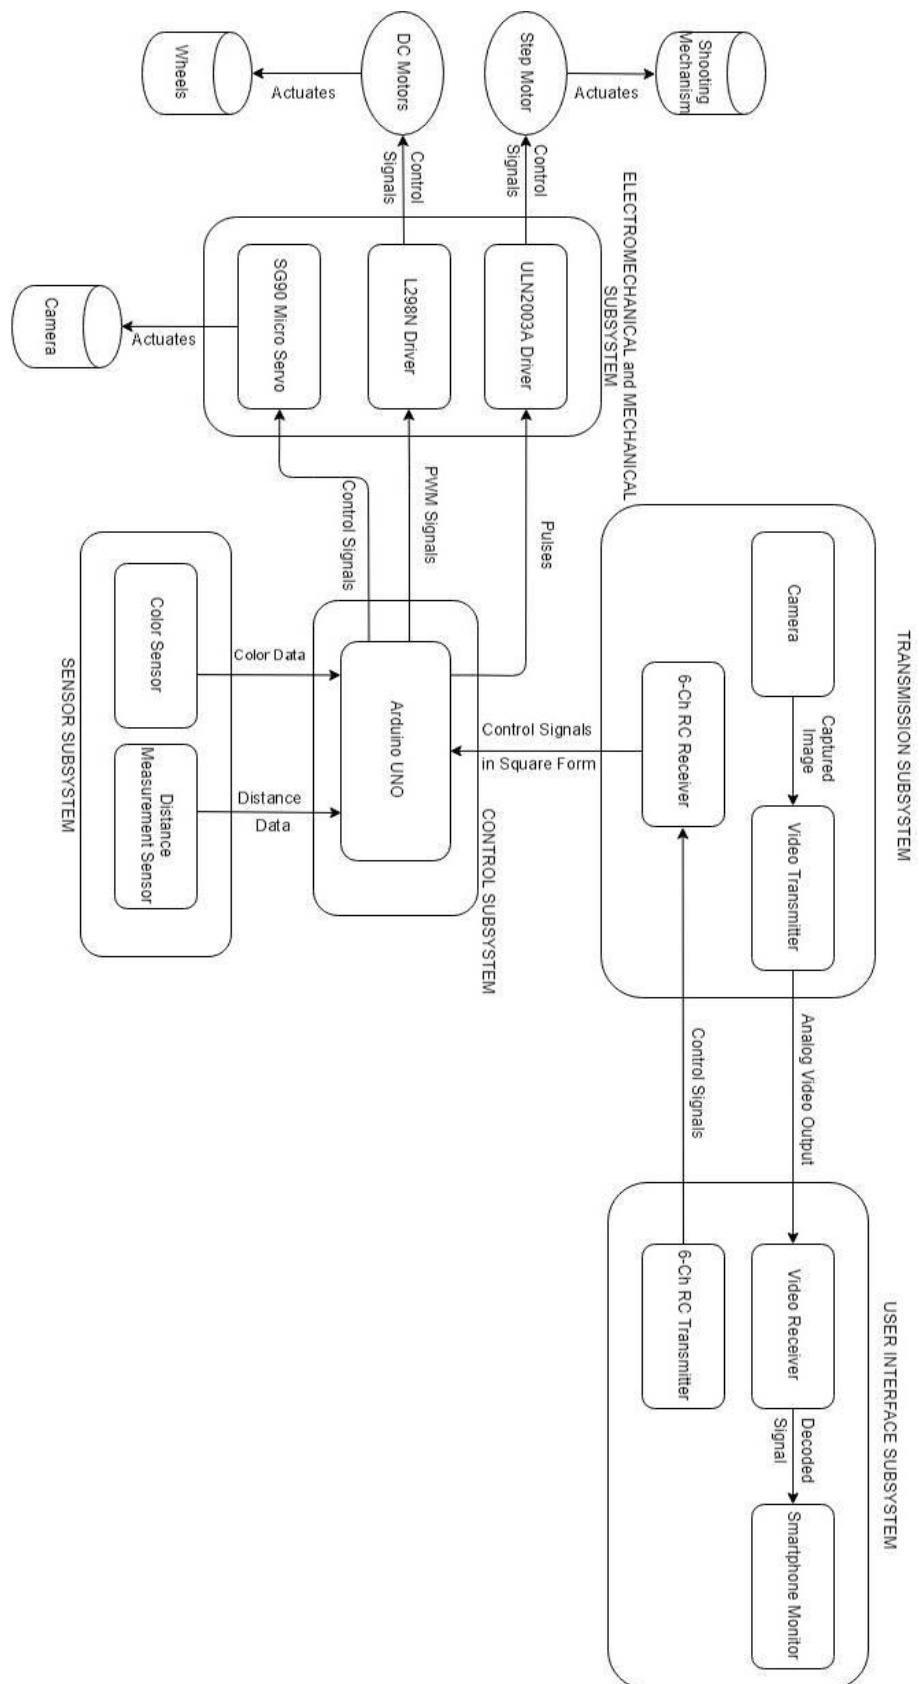 USER INTERFACE SUBSYSTEM
Video Receiver
Decoded
Signal
Smartphone Monitor
6-Ch RC Transmitter
Analog Video Output
Control Signals
TRANSMISSION SUBSYSTEM
Camera
Captured
Image
Video Transmitter
6-Ch RC Receiver
Control Signals
in Square Form
CONTROL SUBSYSTEM
Arduino UNO
Color Data
Distance
Data
SENSOR SUBSYSTEM
Color Sensor
Distance
Measurement Sensor
Pulses
PWM Signals
Control Signals
ELECTROMECHANICAL and MECHANICAL
SUBSYSTEM
ULN2003A Driver
L298N Driver
SG90 Micro Servo
Control
Signals
Control
Signals
Actuates
Camera
Step Motor
Actuates
Shooting
Mechanism
DC Motors
Actuates
Wheels